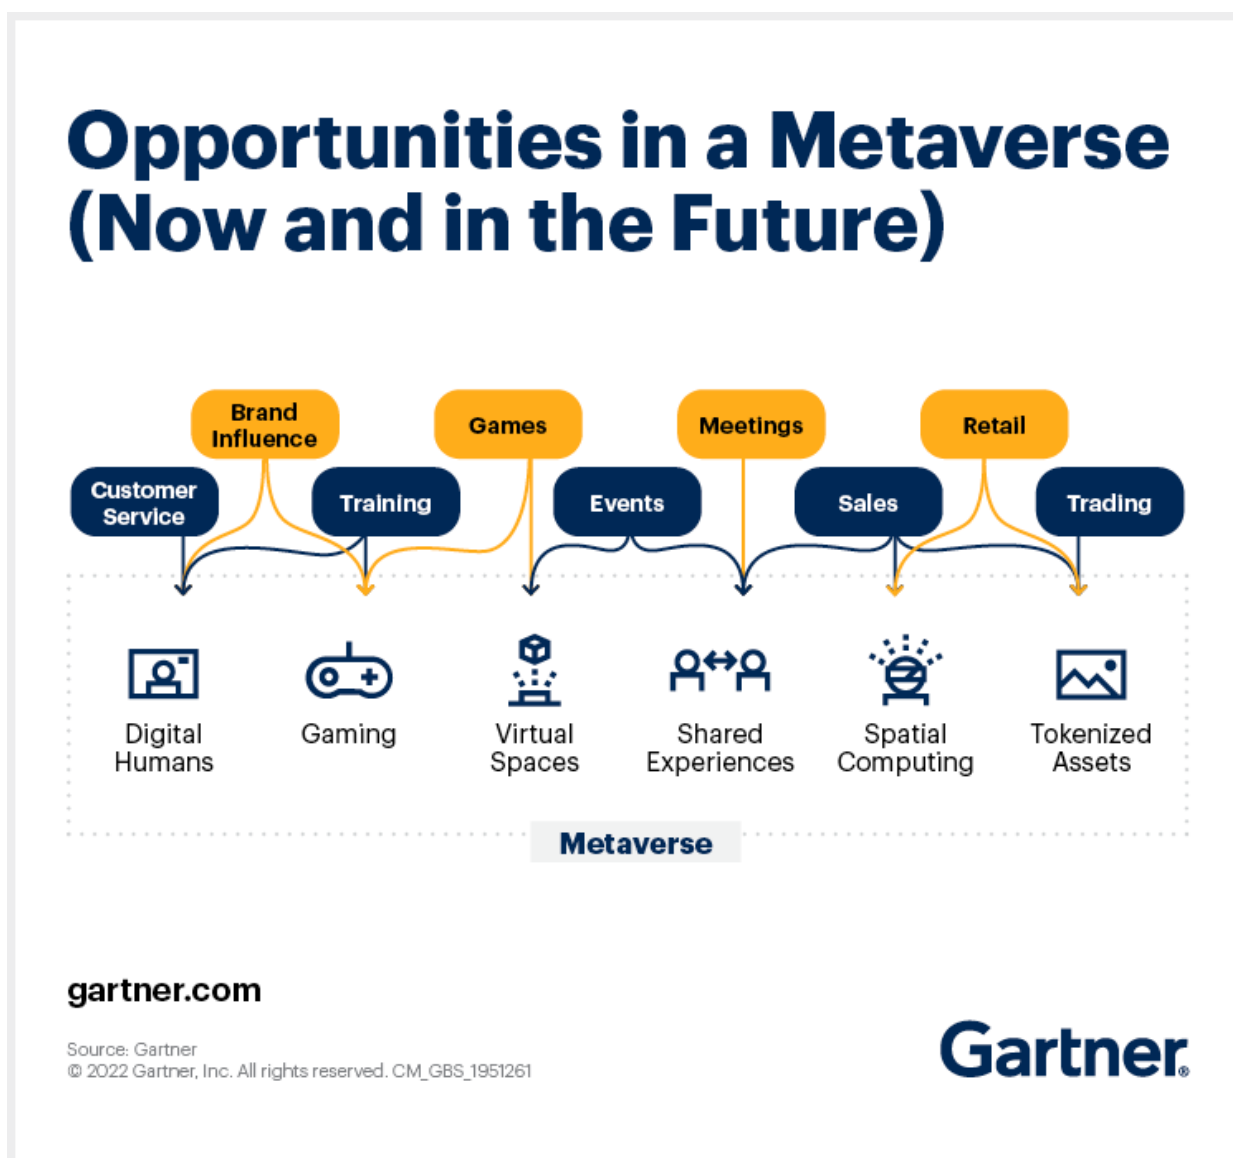 Opportunities in a Metaverse
(Now and in the Future)
Brand
Influence
Games
Meetings
Retail
Customer
Service
Training
Events
Sales
Trading
Digital
Humans
Gaming
Virtual
Spaces
Shared
Experiences
Spatial
Computing
Tokenized
Assets
Metaverse
gartner.com
Source: Gartner
© 2022 Gartner, Inc. All rights reserved. CM_GBS_1951261
Gartner®